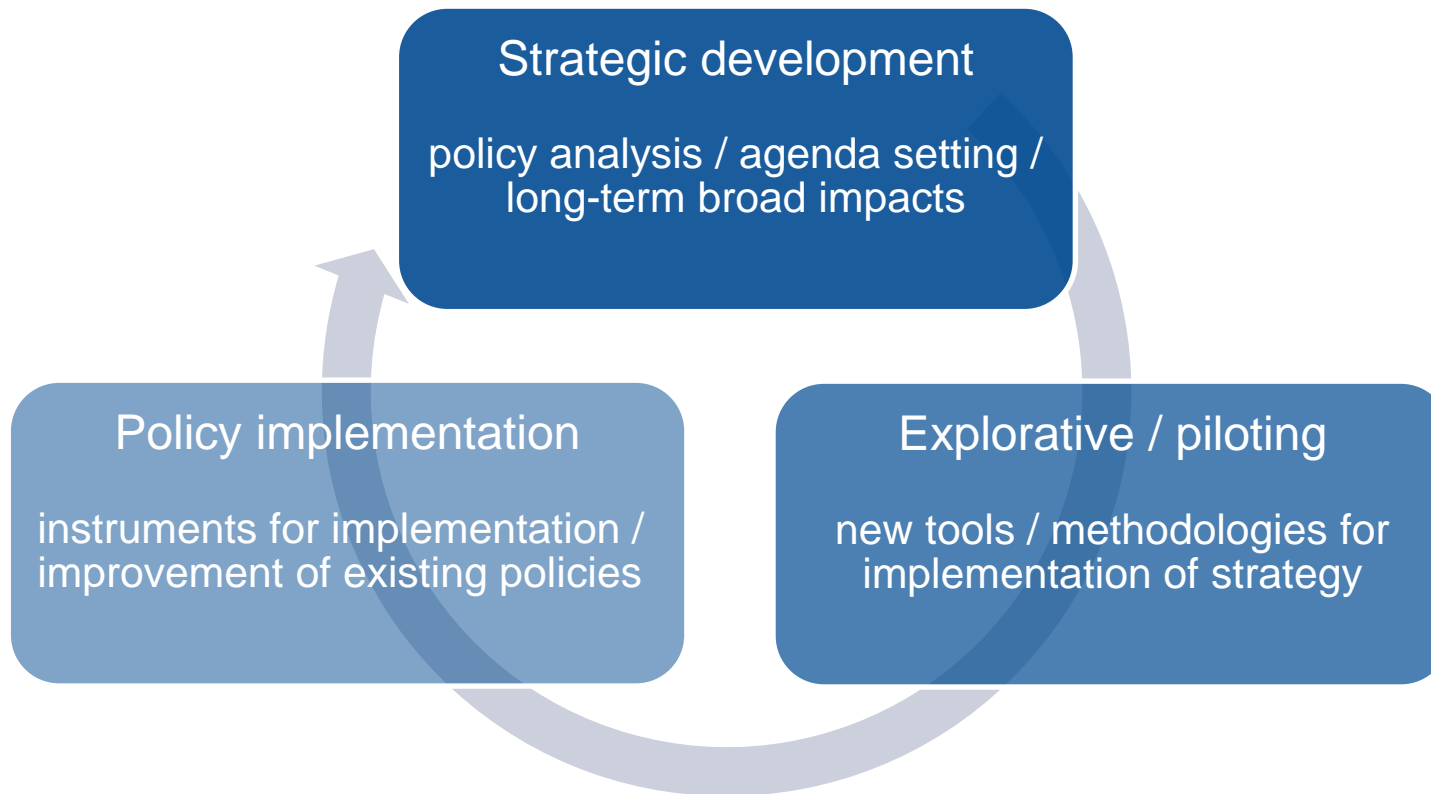 Strategic development
policy analysis / agenda setting /
long-term broad impacts
Policy implementation
instruments for implementation /
improvement of existing policies
Explorative / piloting
new tools / methodologies for
implementation of strategy